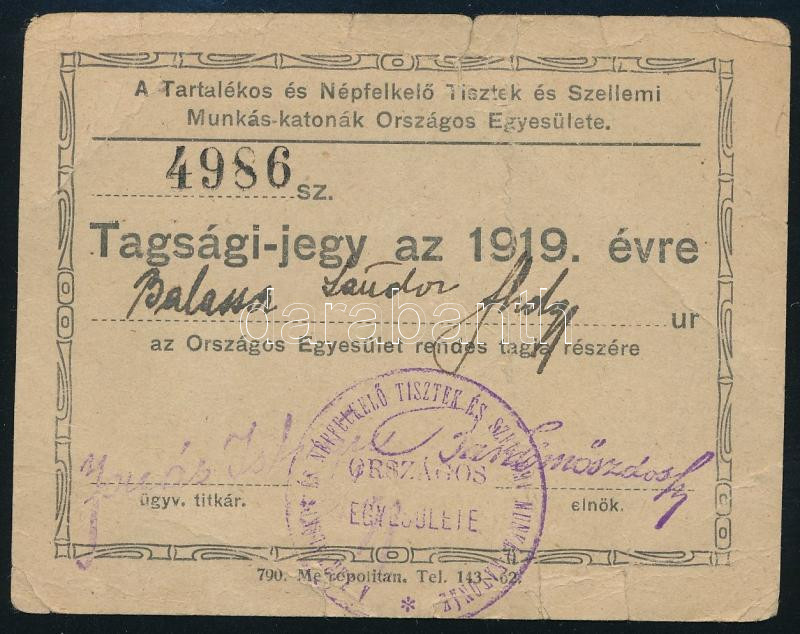 A Tartalékos és Népfelkelő Tisztek és Szellemi
Munkás-katonák Országos Egyesülete.
4986 sz.
Tagsági-jegy az 1919. évre
Balassa Sándor ur
darabanth
az Országos Egyesület rendes tagja részére
ORSZÁGOS
EGYESÜLETE
ügyv. titkár. elnök.
790. Metropolitan. Tel. 143-62.